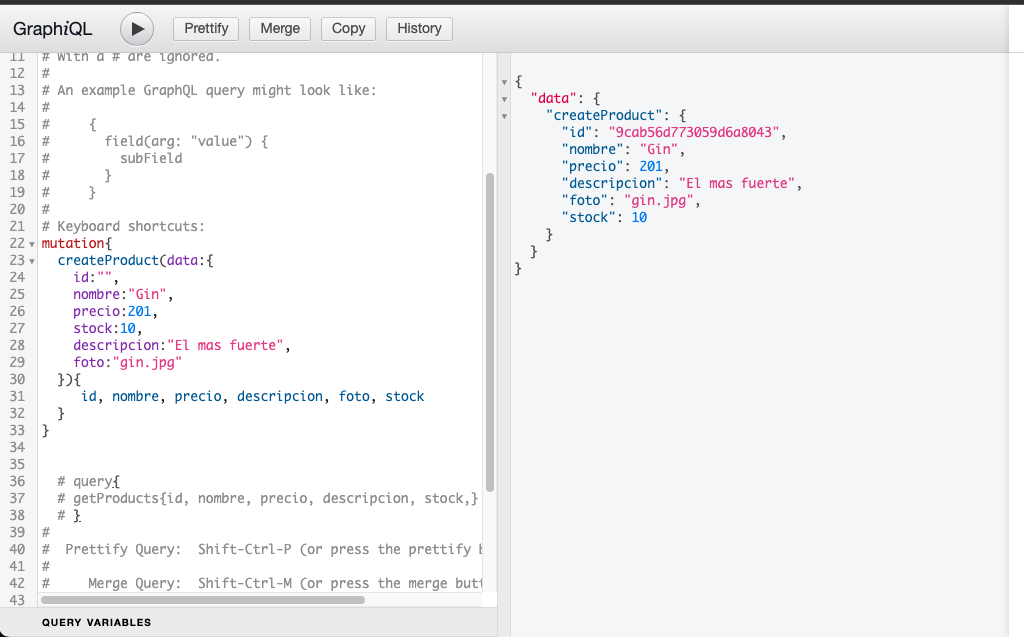 GraphiQL
Prettify
Merge
Copy
History
11 # With a # are ignored.
12 #
13 # An example GraphQL query might look like:
14 #
15 #     {
16 #       field(arg: "value") {
17 #         subField
18 #       }
19 #     }
20 #
21 # Keyboard shortcuts:
22 mutation{
23   createProduct(data:{
24     id:"",
25     nombre:"Gin",
26     precio:201,
27     stock:10,
28     descripcion:"El mas fuerte",
29     foto:"gin.jpg"
30   }){
31      id, nombre, precio, descripcion, foto, stock
32   }
33 }
34
35
36   # query{
37   # getProducts{id, nombre, precio, descripcion, stock,}
38   # }
39 #
40 #  Prettify Query:  Shift-Ctrl-P (or press the prettify
41 #
42 #     Merge Query:  Shift-Ctrl-M (or press the merge butt
43
QUERY VARIABLES
{
  "data": {
    "createProduct": {
      "id": "9cab56d773059d6a8043",
      "nombre": "Gin",
      "precio": 201,
      "descripcion": "El mas fuerte",
      "foto": "gin.jpg",
      "stock": 10
    }
  }
}